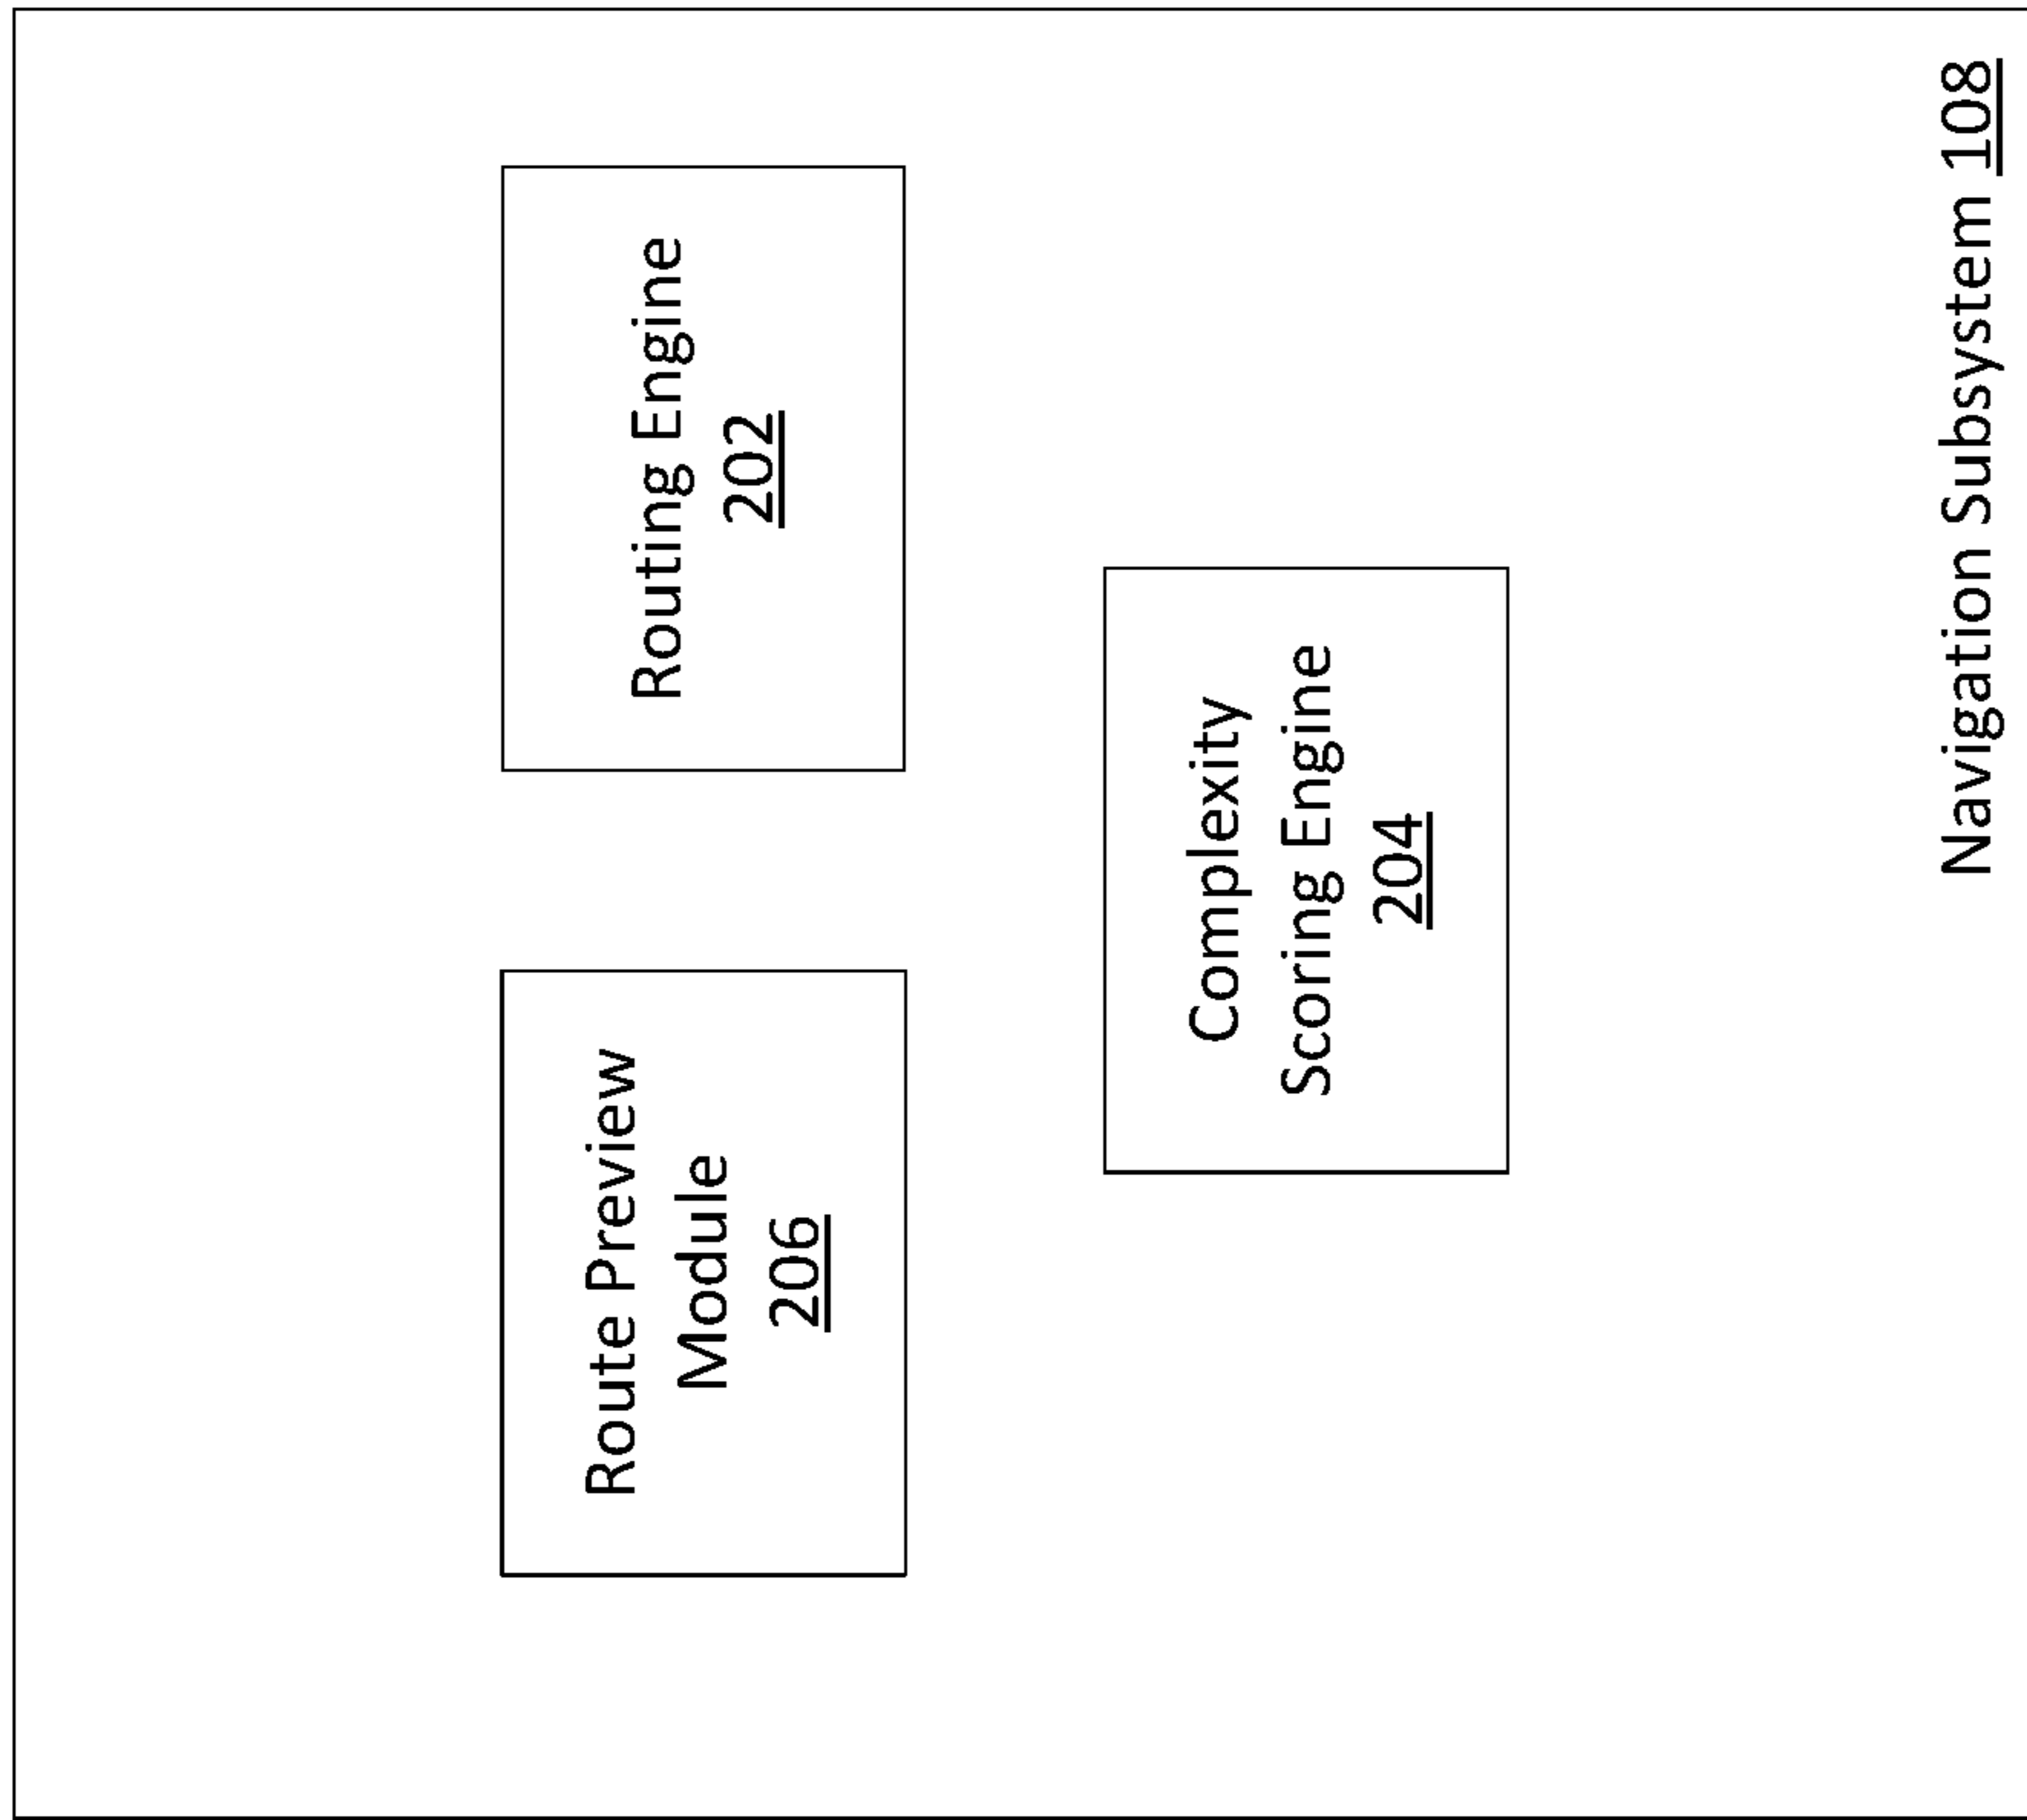 Route Preview
Module
206
Routing Engine
202
Complexity
Scoring Engine
204
Navigation Subsystem 108